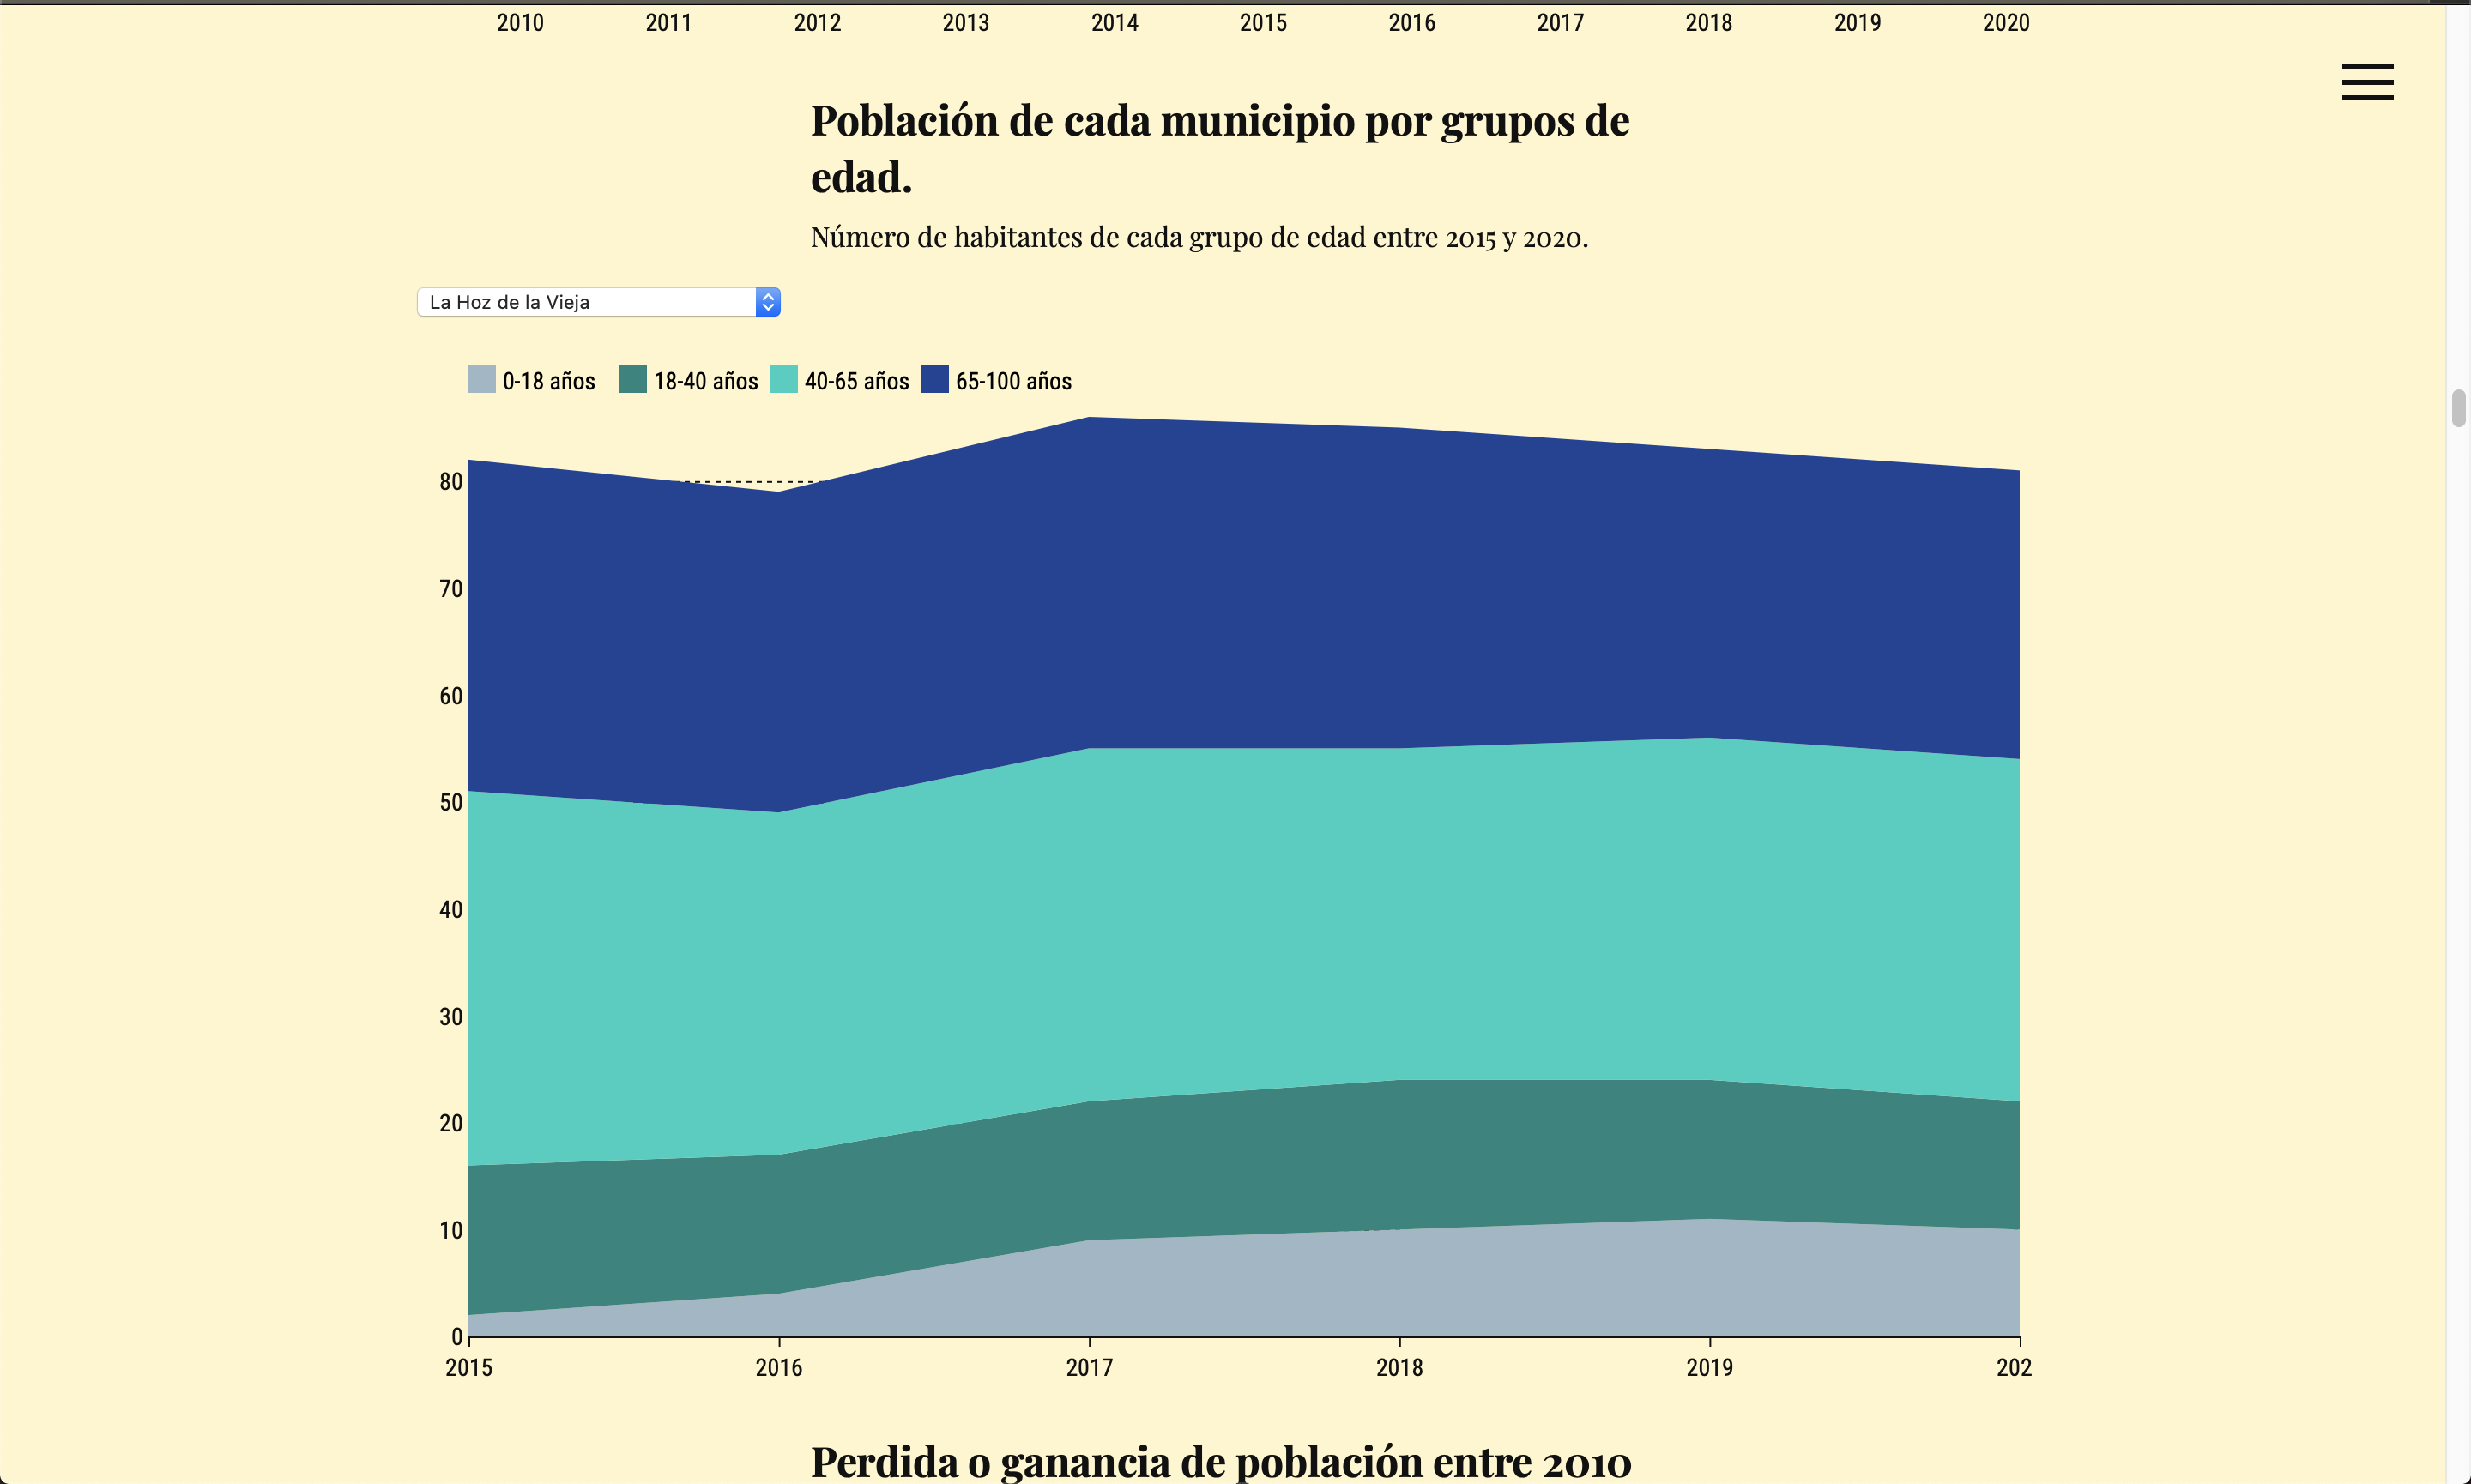 2010 2011 2012 2013 2014 2015 2016 2017 2018 2019 2020
Población de cada municipio por grupos de
edad.
Número de habitantes de cada grupo de edad entre 2015 y 2020.
La Hoz de la Vieja
0-18 años 18-40 años 40-65 años 65-100 años
80
70
60
50
40
30
20
10
0
2015 2016 2017 2018 2019 202
Perdida o ganancia de población entre 2010